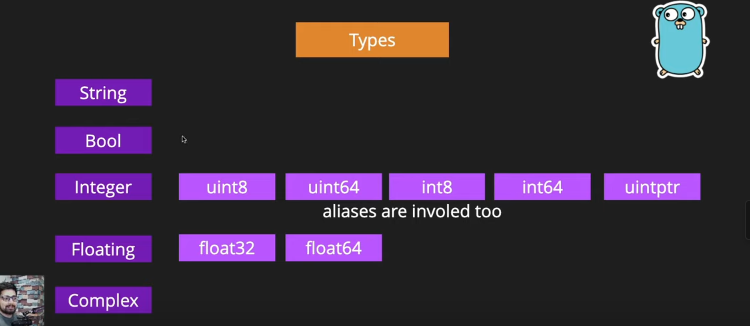 Types
String
Bool
Integer uint8 uint64 int8 int64 uintptr
aliases are involed too
Floating float32 float64
Complex